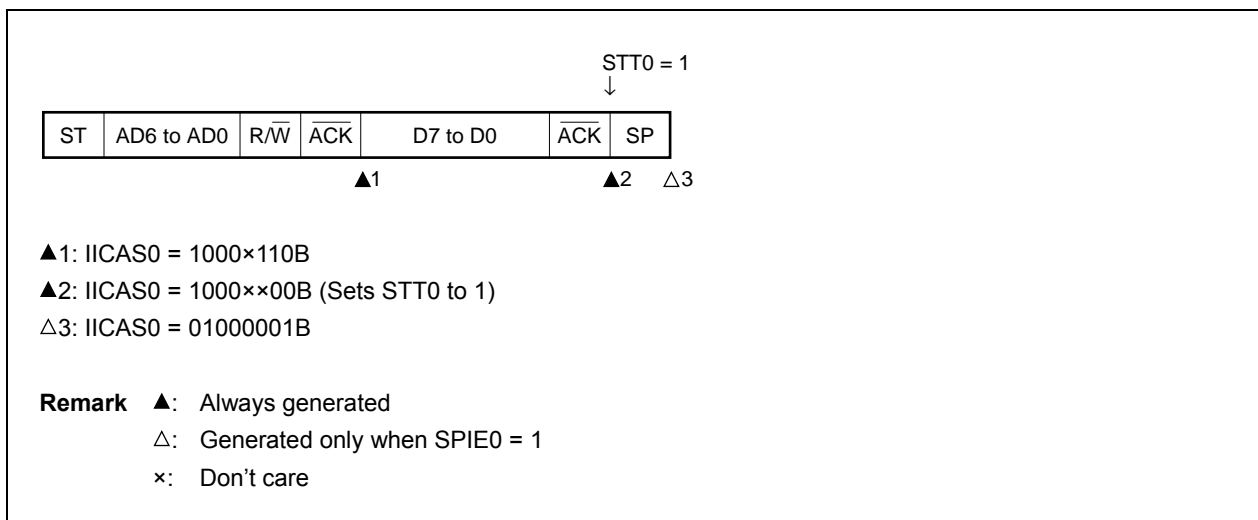 STT0 = 1
↓
ST AD6 to AD0 R/W̅ A̅C̅K̅ D7 to D0 A̅C̅K̅ SP
▲1 ▲2 △3
▲1: IICAS0 = 1000×110B
▲2: IICAS0 = 1000××00B (Sets STT0 to 1)
△3: IICAS0 = 01000001B
Remark ▲: Always generated
△: Generated only when SPIE0 = 1
×: Don’t care